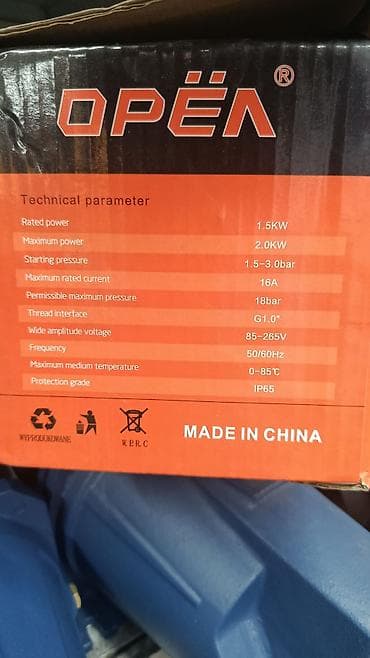 ОРЁЛ ®
Technical parameter
Rated power 1.5KW
Maximum power 2.0KW
Starting pressure 1.5-3.0bar
Maximum rated current 16A
Permissible maximum pressure 18bar
Thread interface G1.0"
Wide amplitude voltage 85-265V
Frequency 50/60Hz
Maximum medium temperature 0-85℃
Protection grade IP65
WYPRODUKOWANE R.P.R.C MADE IN CHINA